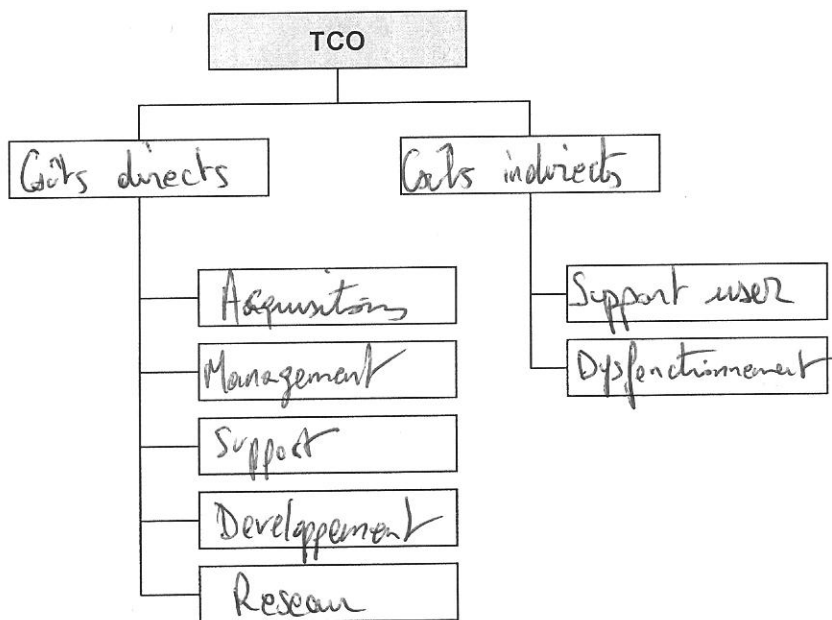 TCO
Coûts directs
Coûts indirects
Acquisitions
Management
Support
Developpement
Reseau
Support user
Dysfonctionnement